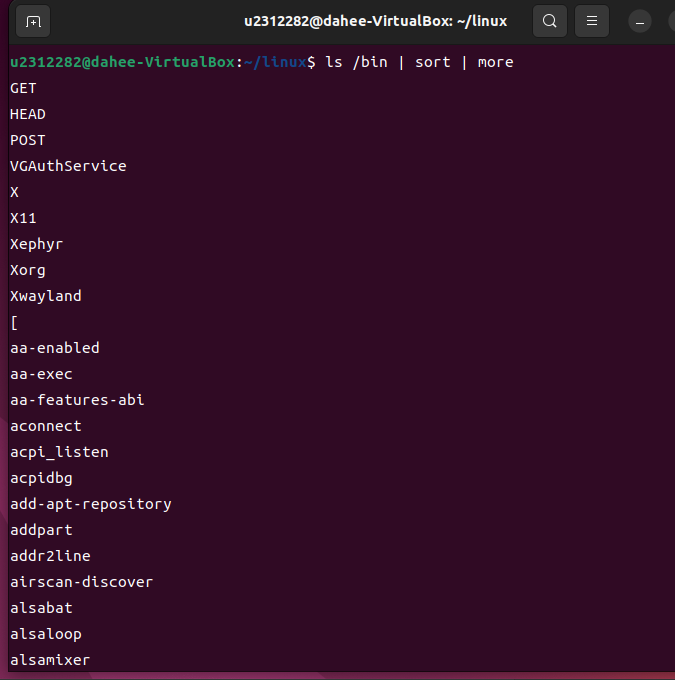 u2312282@dahee-VirtualBox: ~/linux
u2312282@dahee-VirtualBox:~/linux$ ls /bin | sort | more
GET
HEAD
POST
VGAuthService
X
X11
Xephyr
Xorg
Xwayland
[
aa-enabled
aa-exec
aa-features-abi
aconnect
acpi_listen
acpidbg
add-apt-repository
addpart
addr2line
airscan-discover
alsabat
alsaloop
alsamixer